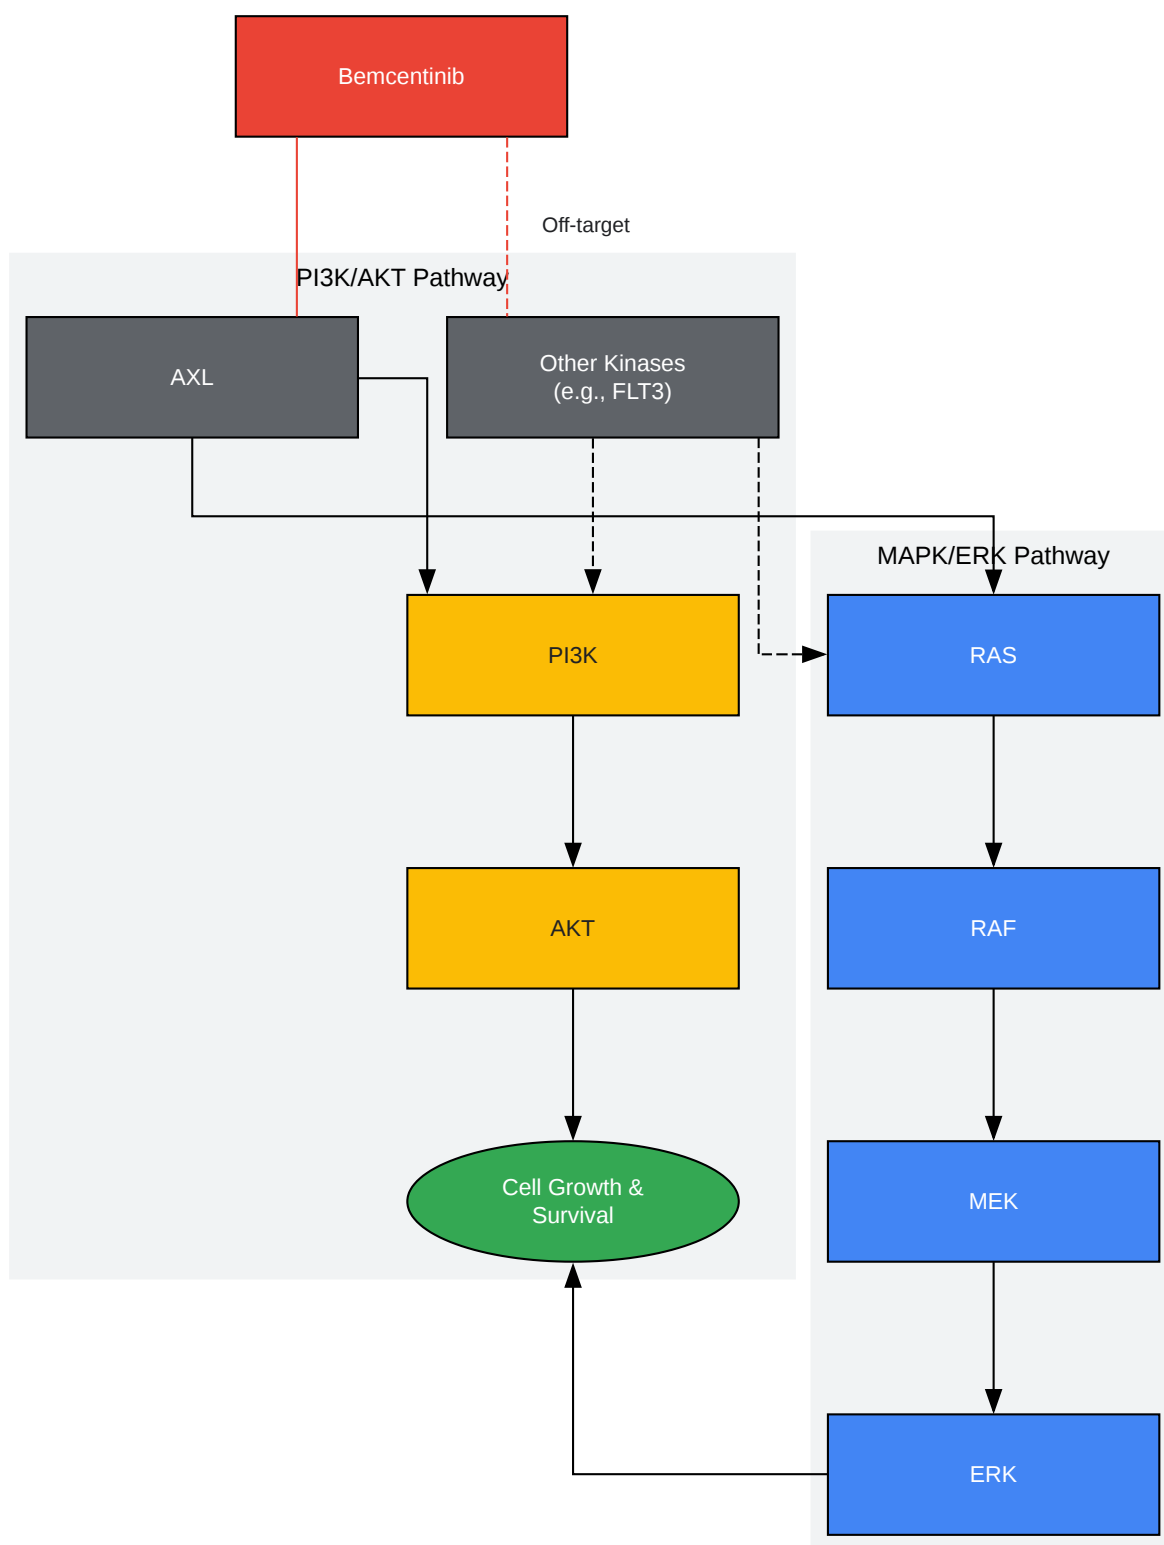 Bemcentinib
Off-target
PI3K/AKT Pathway
AXL
Other Kinases
(e.g., FLT3)
MAPK/ERK Pathway
PI3K
RAS
AKT
RAF
Cell Growth &
Survival
MEK
ERK